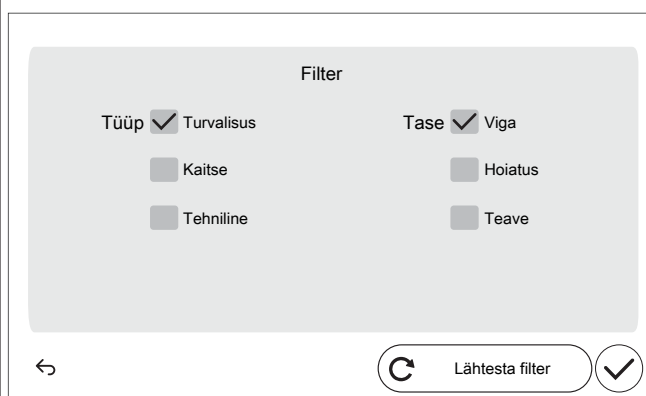 Filter
Tüüp Turvalisus Tase Viga
Kaitse Hoiatus
Tehniline Teave
Lähtesta filter